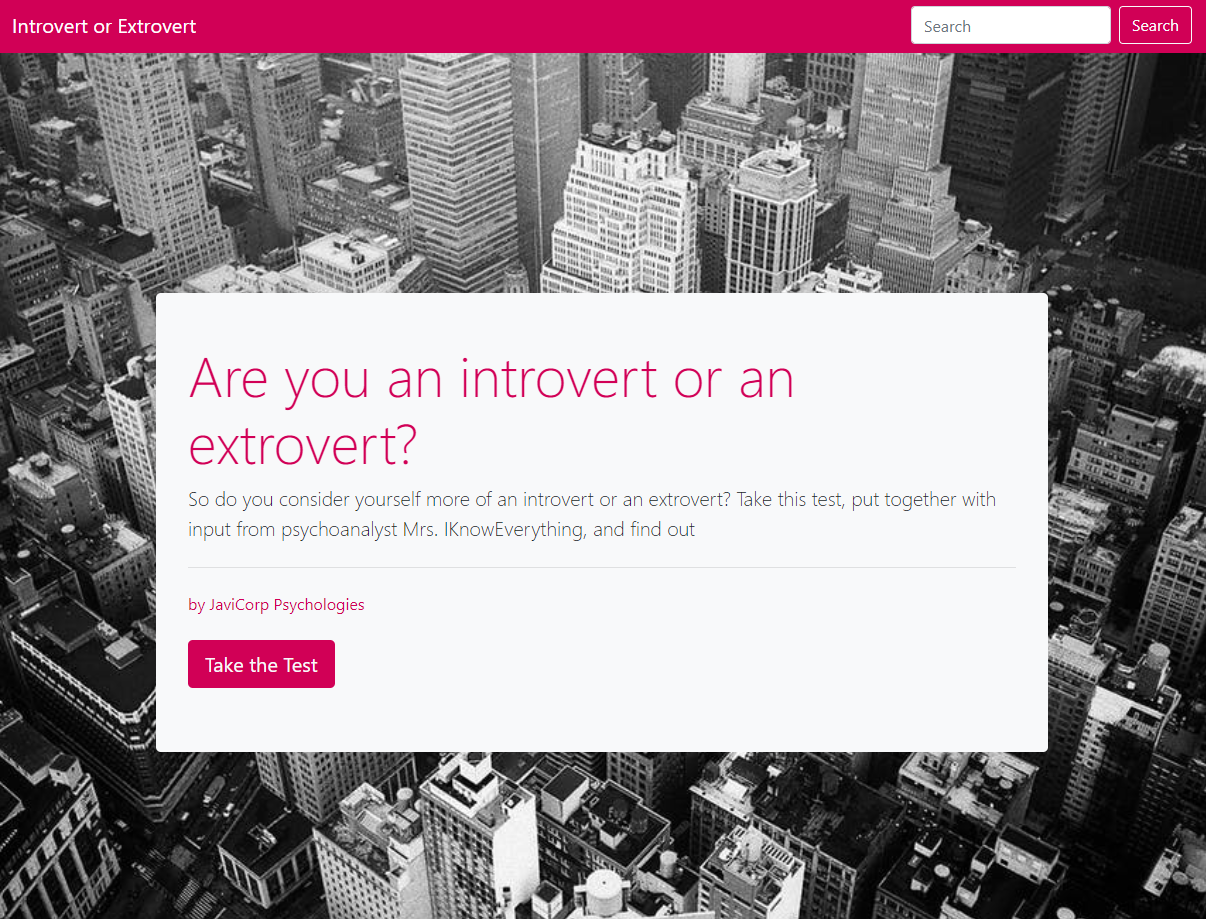 Introvert or Extrovert
Search
Search
Are you an introvert or an
extrovert?
So do you consider yourself more of an introvert or an extrovert? Take this test, put together with
input from psychoanalyst Mrs. IKnowEverything, and find out
by JaviCorp Psychologies
Take the Test